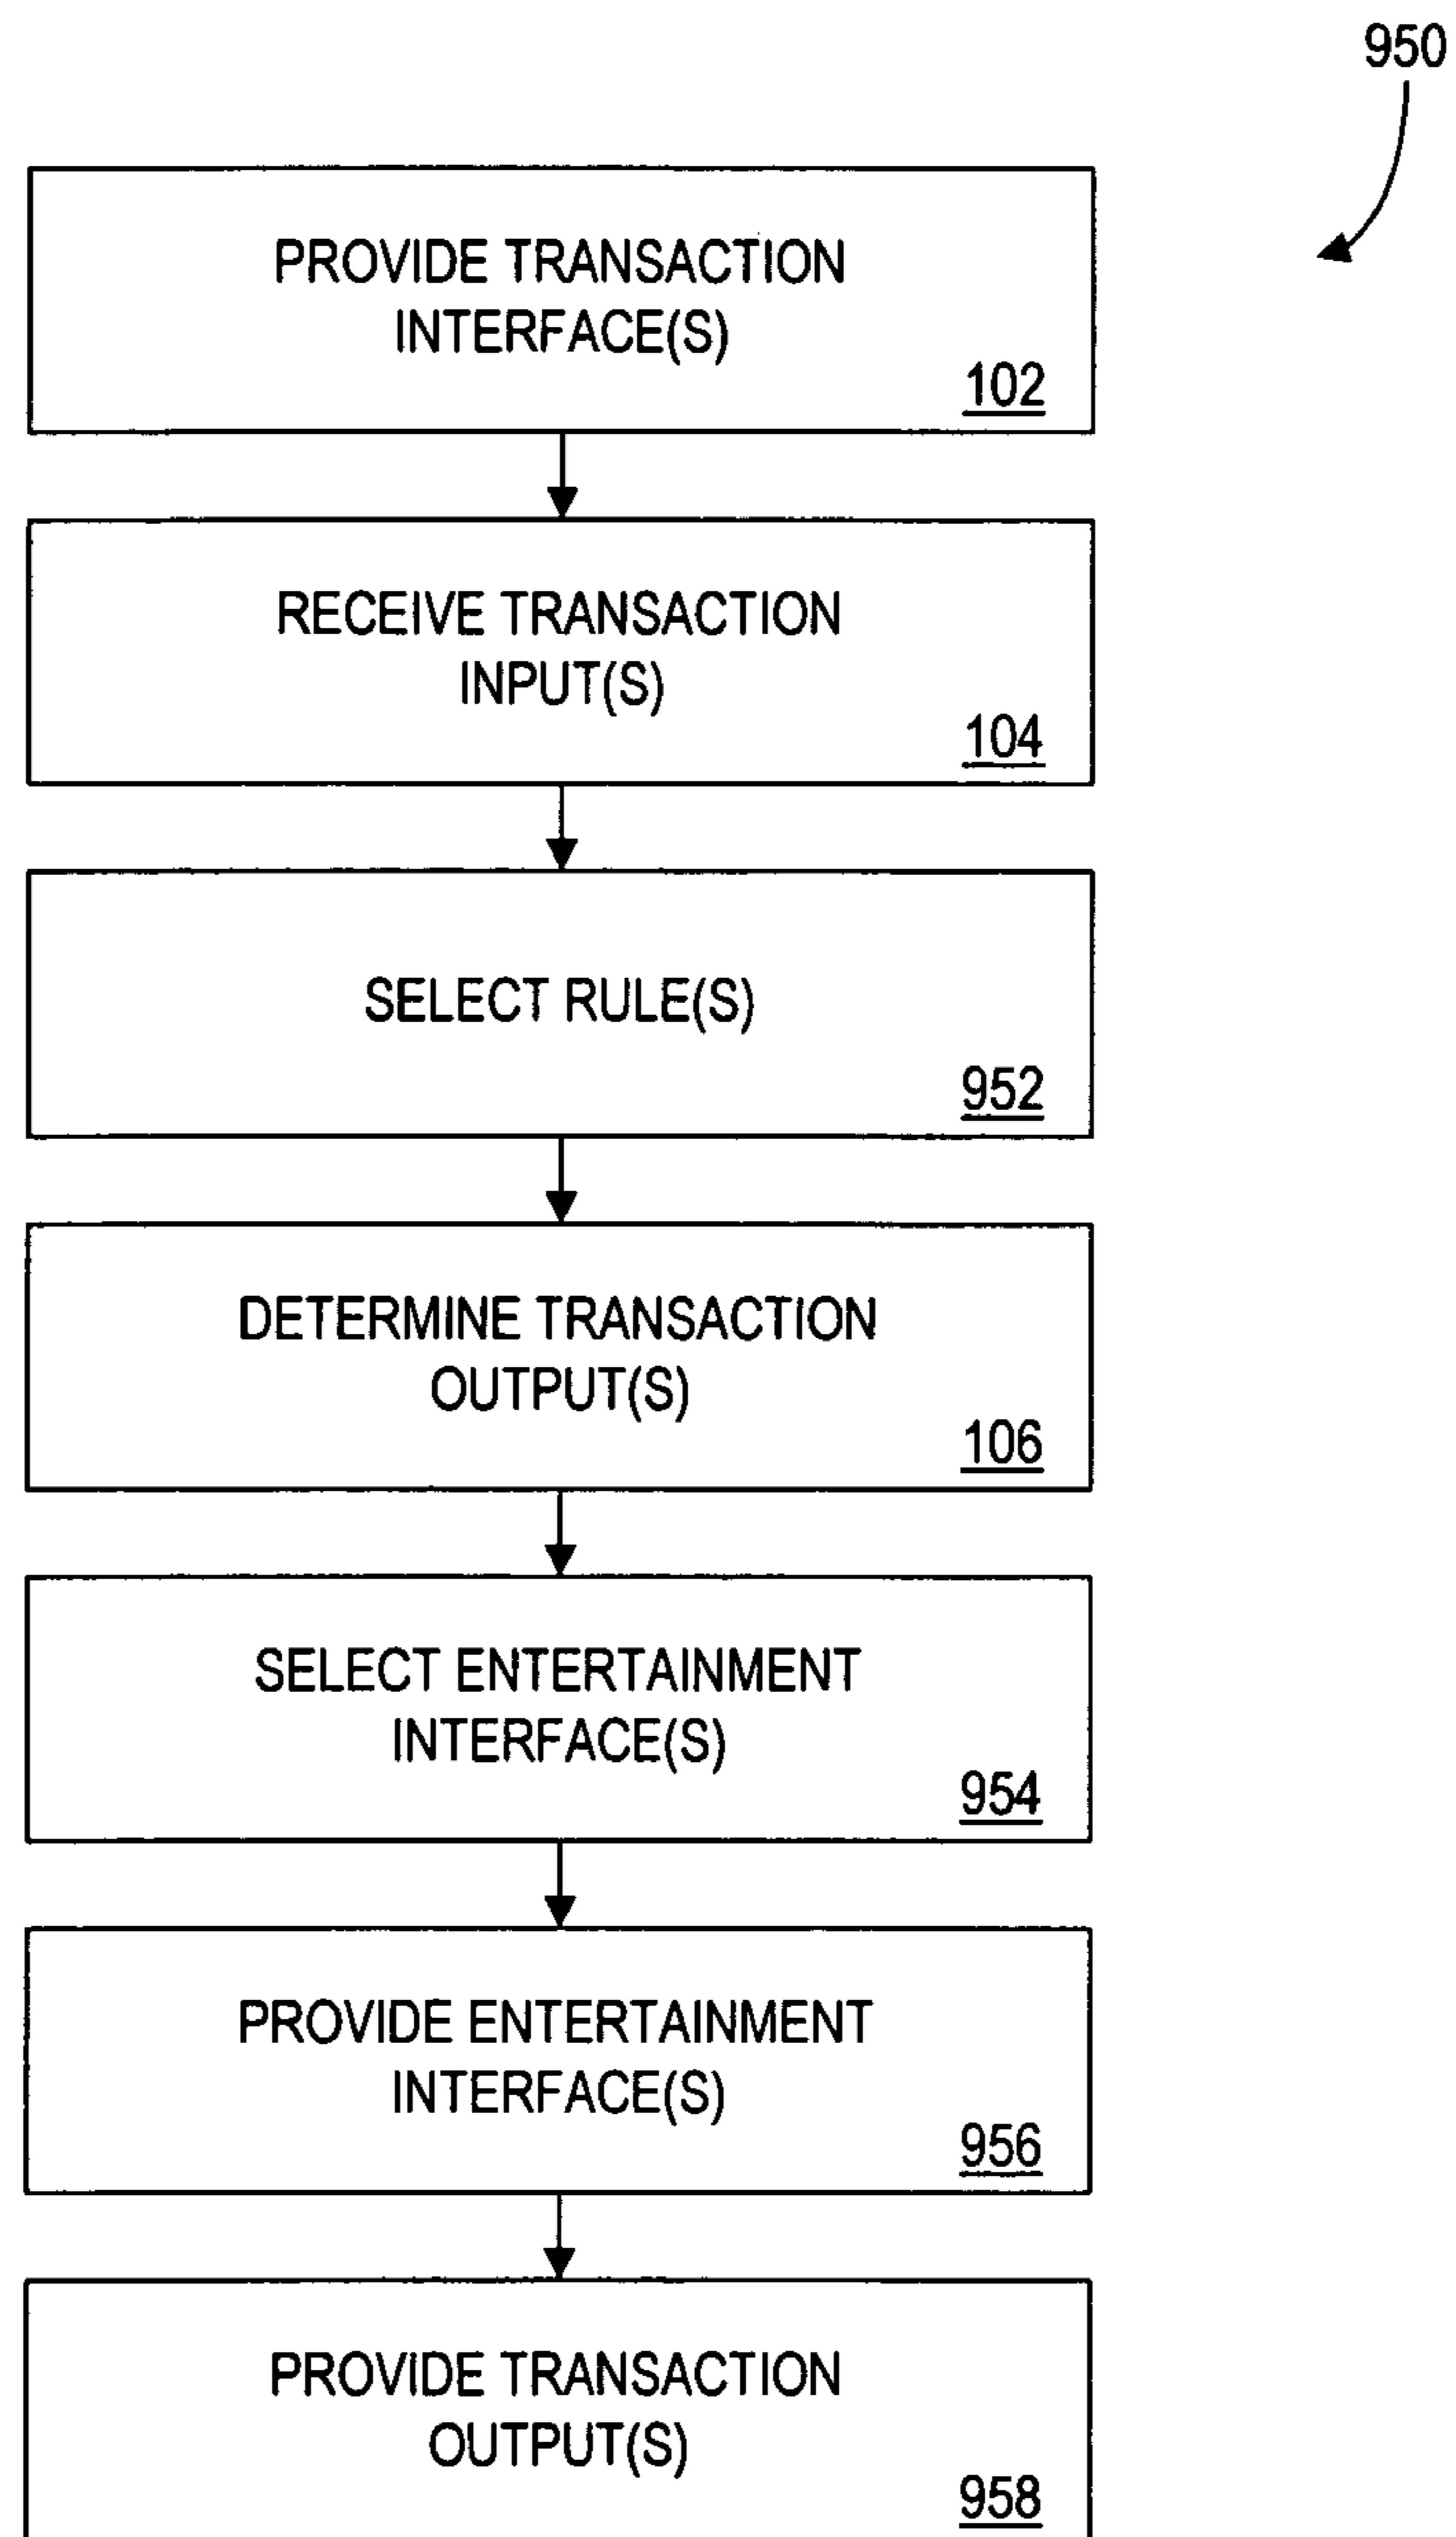 950
PROVIDE TRANSACTION
INTERFACE(S)
102
RECEIVE TRANSACTION
INPUT(S)
104
SELECT RULE(S)
952
DETERMINE TRANSACTION
OUTPUT(S)
106
SELECT ENTERTAINMENT
INTERFACE(S)
954
PROVIDE ENTERTAINMENT
INTERFACE(S)
956
PROVIDE TRANSACTION
OUTPUT(S)
958